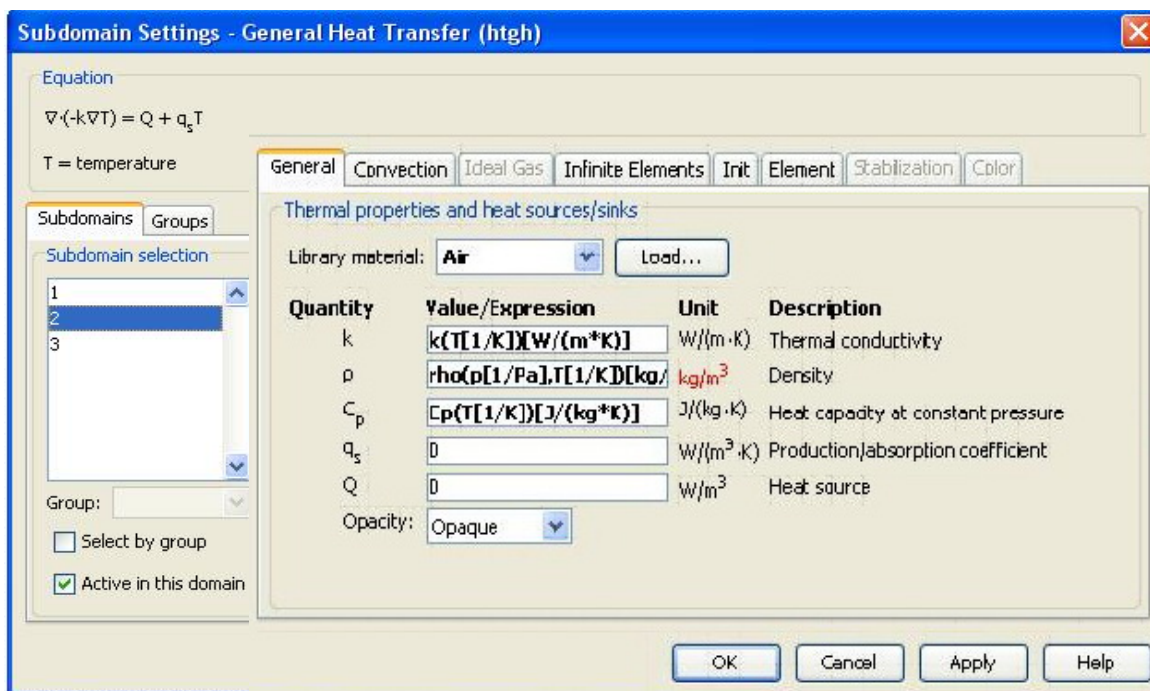 Subdomain Settings - General Heat Transfer (htgh)
Equation
∇·(-k∇T) = Q + qₛT
T = temperature
Subdomains Groups
Subdomain selection
1
2
3
Group:
Select by group
Active in this domain
General Convection Ideal Gas Infinite Elements Init Element Stabilization Color
Thermal properties and heat sources/sinks
Library material: Air Load...
Quantity Value/Expression Unit Description
k k(T[1/K])[W/(m*K)] W/(m·K) Thermal conductivity
ρ rho(p[1/Pa],T[1/K])[kg/ kg/m³ Density
Cₚ Cp(T[1/K])[J/(kg*K)] J/(kg·K) Heat capacity at constant pressure
qₛ 0 W/(m³·K) Production/absorption coefficient
Q 0 W/m³ Heat source
Opacity: Opaque
OK Cancel Apply Help